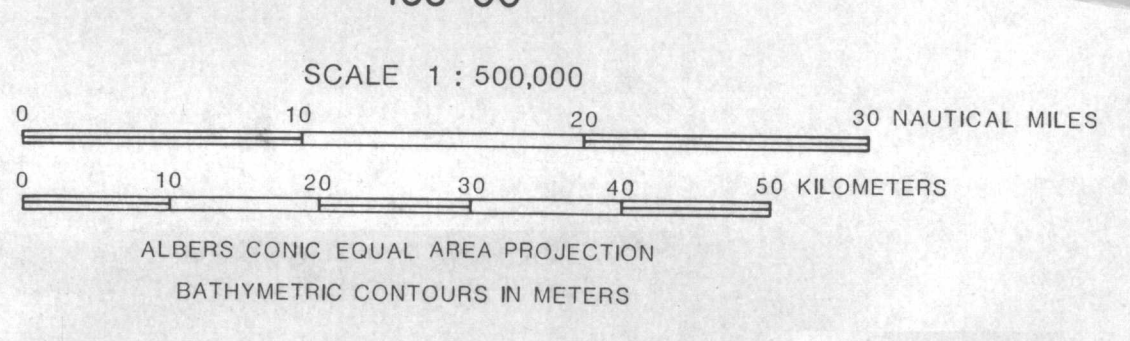 SCALE 1 : 500,000
0 10 20 30 NAUTICAL MILES
0 10 20 30 40 50 KILOMETERS
ALBERS CONIC EQUAL AREA PROJECTION
BATHYMETRIC CONTOURS IN METERS